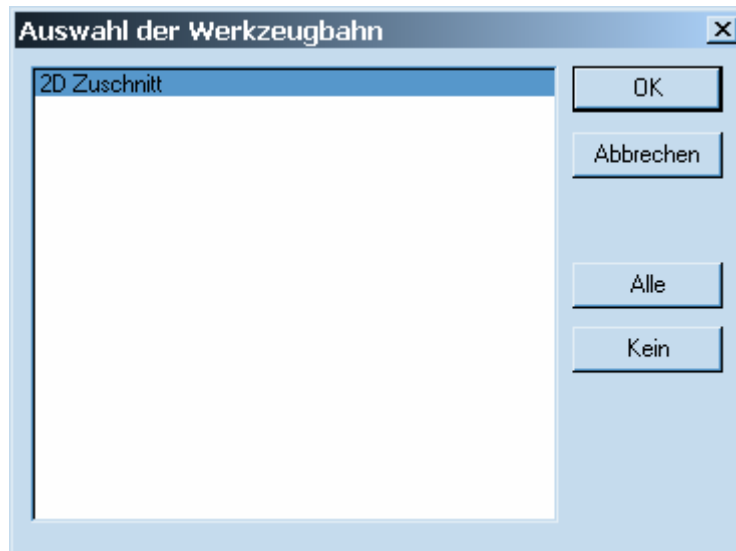 Auswahl der Werkzeugbahn
2D Zuschnitt
OK
Abbrechen
Alle
Kein